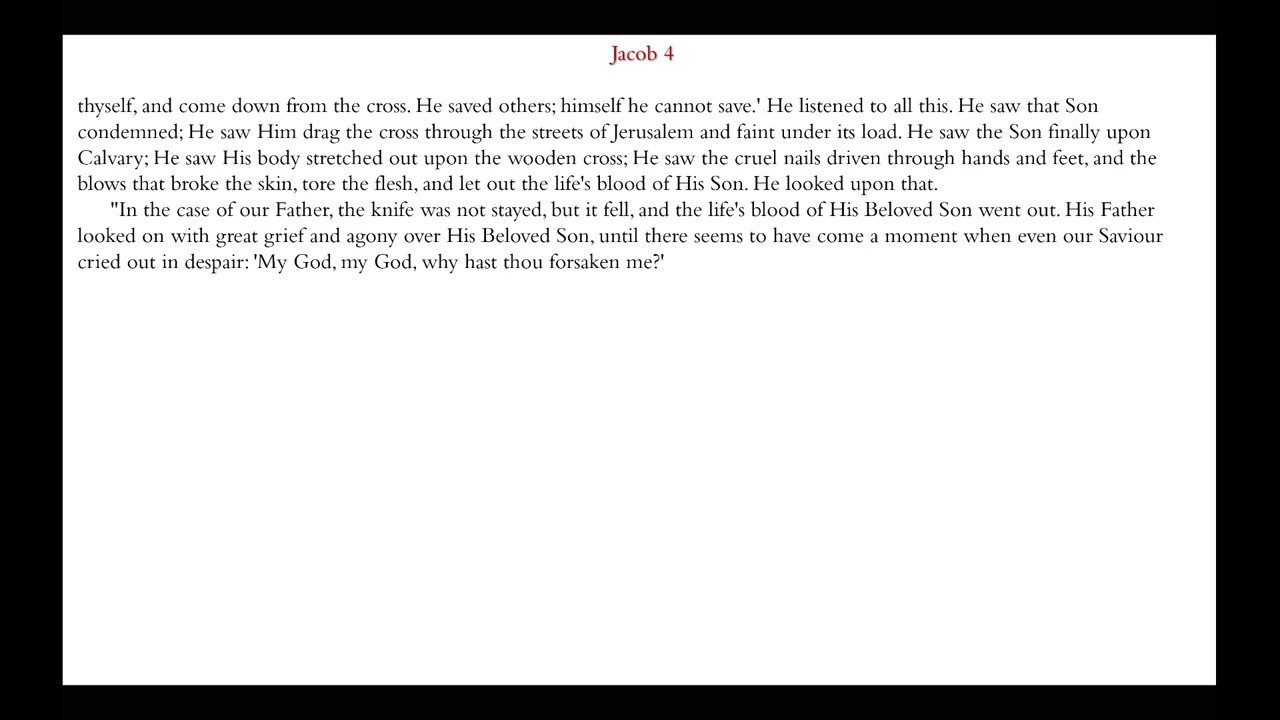 Jacob 4
thyself, and come down from the cross. He saved others; himself he cannot save.' He listened to all this. He saw that Son
condemned; He saw Him drag the cross through the streets of Jerusalem and faint under its load. He saw the Son finally upon
Calvary; He saw His body stretched out upon the wooden cross; He saw the cruel nails driven through hands and feet, and the
blows that broke the skin, tore the flesh, and let out the life's blood of His Son. He looked upon that.
"In the case of our Father, the knife was not stayed, but it fell, and the life's blood of His Beloved Son went out. His Father
looked on with great grief and agony over His Beloved Son, until there seems to have come a moment when even our Saviour
cried out in despair: 'My God, my God, why hast thou forsaken me?'